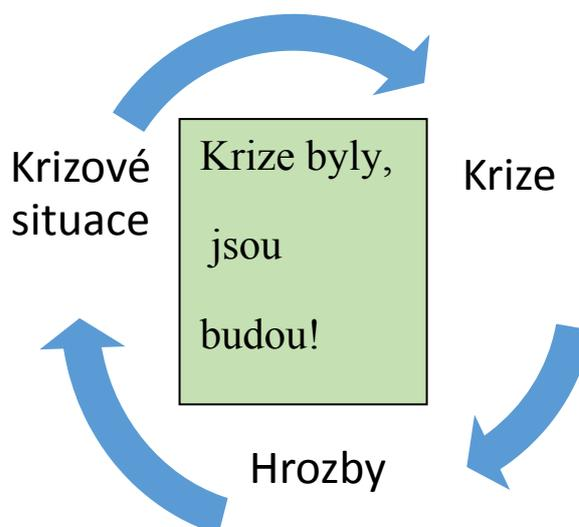 Krizové
situace
Krize byly,
jsou
budou!
Krize
Hrozby